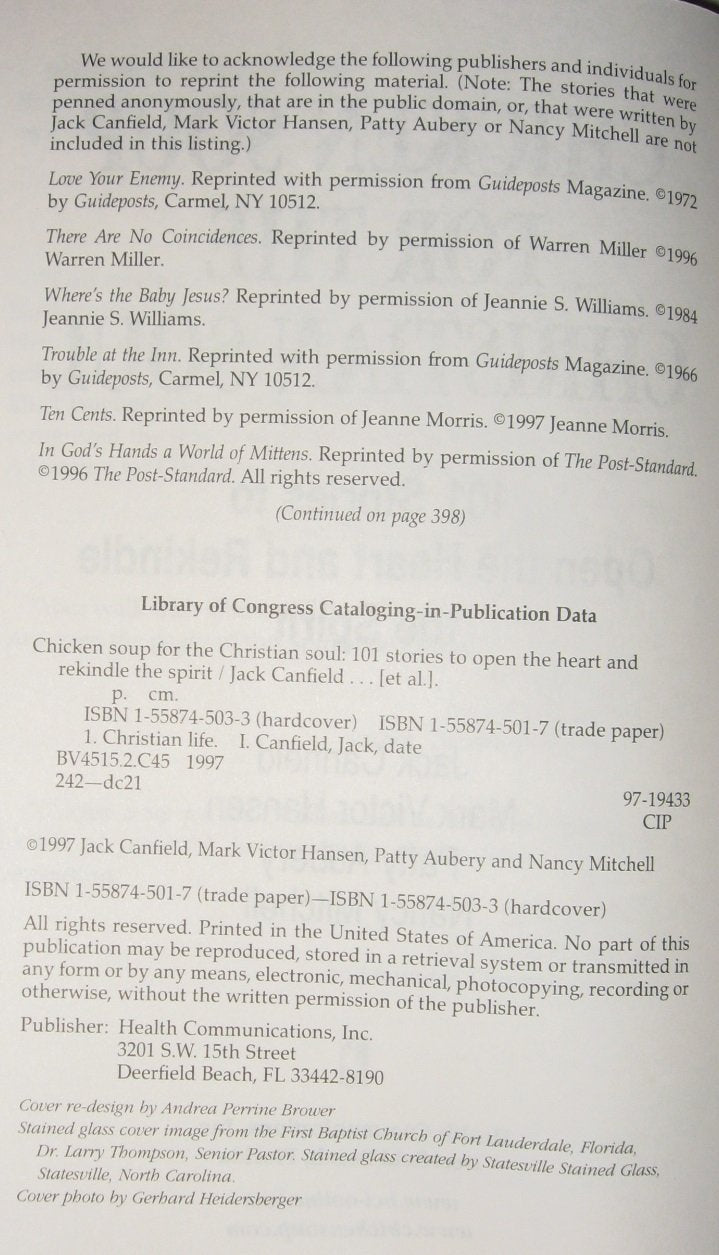 We would like to acknowledge the following publishers and individuals for
permission to reprint the following material. (Note: The stories that were
penned anonymously, that are in the public domain, or, that were written by
Jack Canfield, Mark Victor Hansen, Patty Aubery or Nancy Mitchell are not
included in this listing.)
Love Your Enemy. Reprinted with permission from Guideposts Magazine. ©1972
by Guideposts, Carmel, NY 10512.
There Are No Coincidences. Reprinted by permission of Warren Miller ©1996
Warren Miller.
Where's the Baby Jesus? Reprinted by permission of Jeannie S. Williams. ©1984
Jeannie S. Williams.
Trouble at the Inn. Reprinted with permission from Guideposts Magazine. ©1966
by Guideposts, Carmel, NY 10512.
Ten Cents. Reprinted by permission of Jeanne Morris. ©1997 Jeanne Morris.
In God's Hands a World of Mittens. Reprinted by permission of The Post-Standard.
©1996 The Post-Standard. All rights reserved.
(Continued on page 398)
Library of Congress Cataloging-in-Publication Data
Chicken soup for the Christian soul: 101 stories to open the heart and
rekindle the spirit / Jack Canfield . . . [et al.].
p. cm.
ISBN 1-55874-503-3 (hardcover) ISBN 1-55874-501-7 (trade paper)
1. Christian life. I. Canfield, Jack, date
BV4515.2.C45 1997
242—dc21
97-19433
CIP
©1997 Jack Canfield, Mark Victor Hansen, Patty Aubery and Nancy Mitchell
ISBN 1-55874-501-7 (trade paper)—ISBN 1-55874-503-3 (hardcover)
All rights reserved. Printed in the United States of America. No part of this
publication may be reproduced, stored in a retrieval system or transmitted in
any form or by any means, electronic, mechanical, photocopying, recording or
otherwise, without the written permission of the publisher.
Publisher: Health Communications, Inc.
3201 S.W. 15th Street
Deerfield Beach, FL 33442-8190
Cover re-design by Andrea Perrine Brower
Stained glass cover image from the First Baptist Church of Fort Lauderdale, Florida,
Dr. Larry Thompson, Senior Pastor. Stained glass created by Statesville Stained Glass,
Statesville, North Carolina.
Cover photo by Gerhard Heidersberger